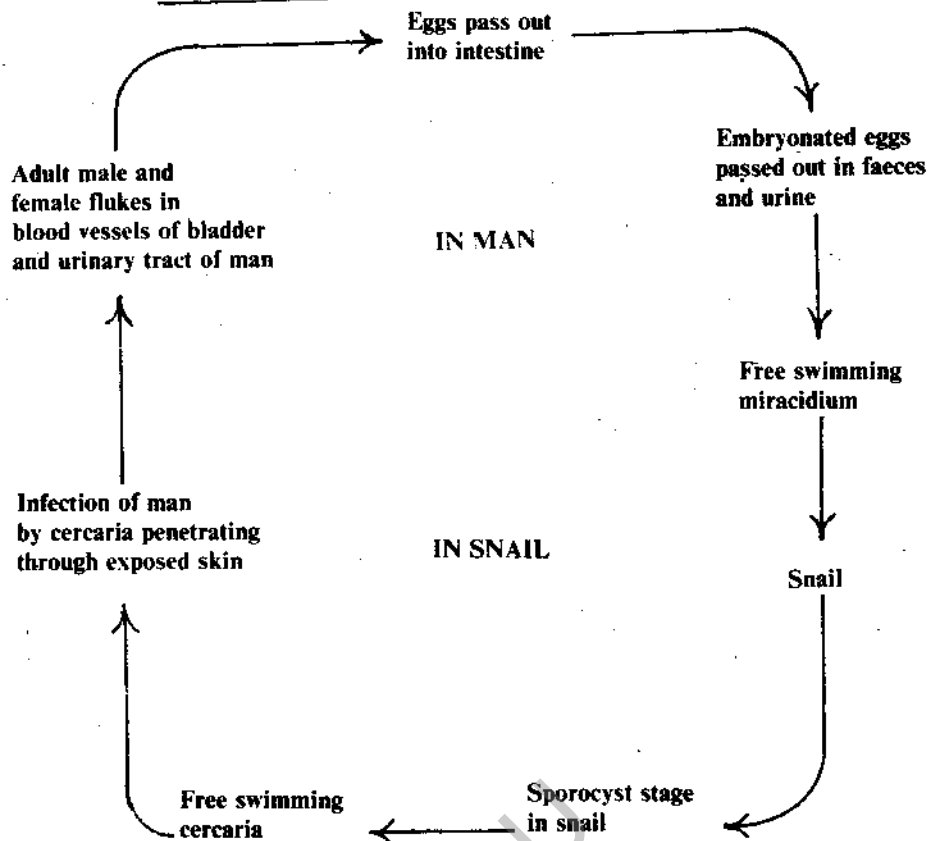 Eggs pass out
into intestine
Embryonated eggs
passed out in faeces
and urine
Adult male and
female flukes in
blood vessels of bladder
and urinary tract of man
IN MAN
Free swimming
miracidium
Infection of man
by cercaria penetrating
through exposed skin
IN SNAIL
Snail
Sporocyst stage
in snail
Free swimming
cercaria